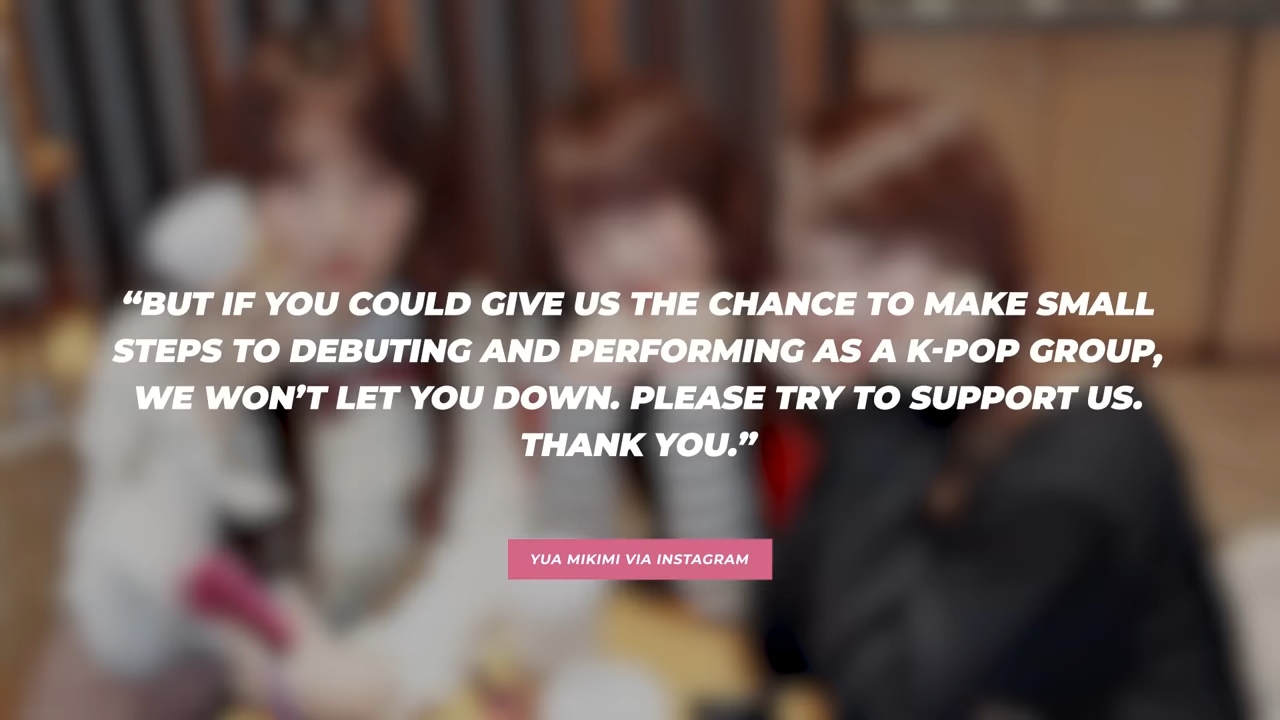 “BUT IF YOU COULD GIVE US THE CHANCE TO MAKE SMALL
STEPS TO DEBUTING AND PERFORMING AS A K-POP GROUP,
WE WON’T LET YOU DOWN. PLEASE TRY TO SUPPORT US.
THANK YOU.”
YUA MIKIMI VIA INSTAGRAM